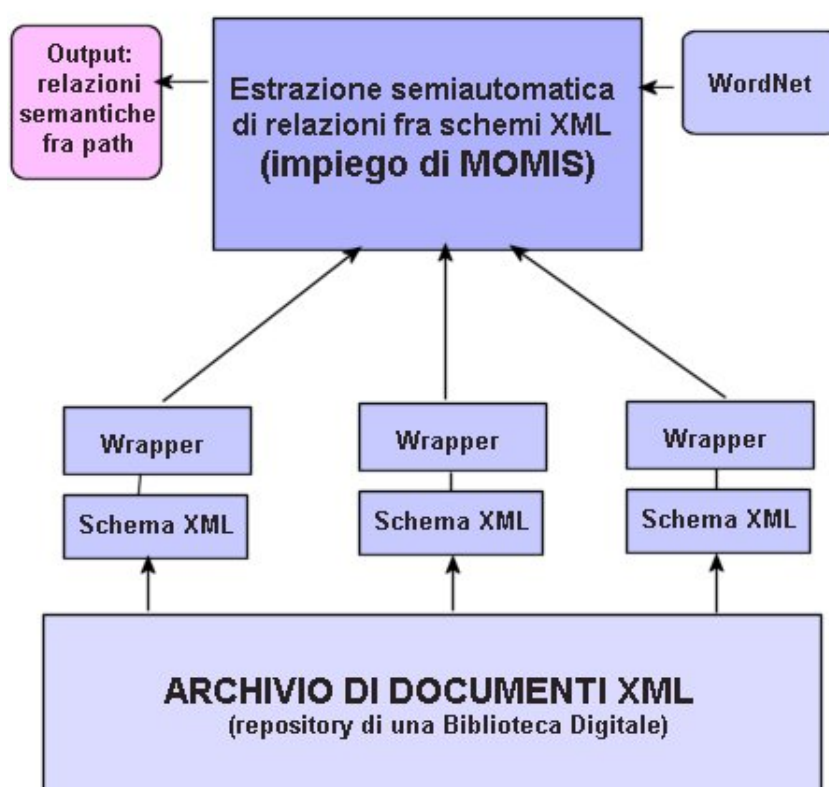 Output:
relazioni
semantiche
fra path
Estrazione semiautomatica
di relazioni fra schemi XML
(impiego di MOMIS)
WordNet
Wrapper
Wrapper
Wrapper
Schema XML
Schema XML
Schema XML
ARCHIVIO DI DOCUMENTI XML
(repository di una Biblioteca Digitale)